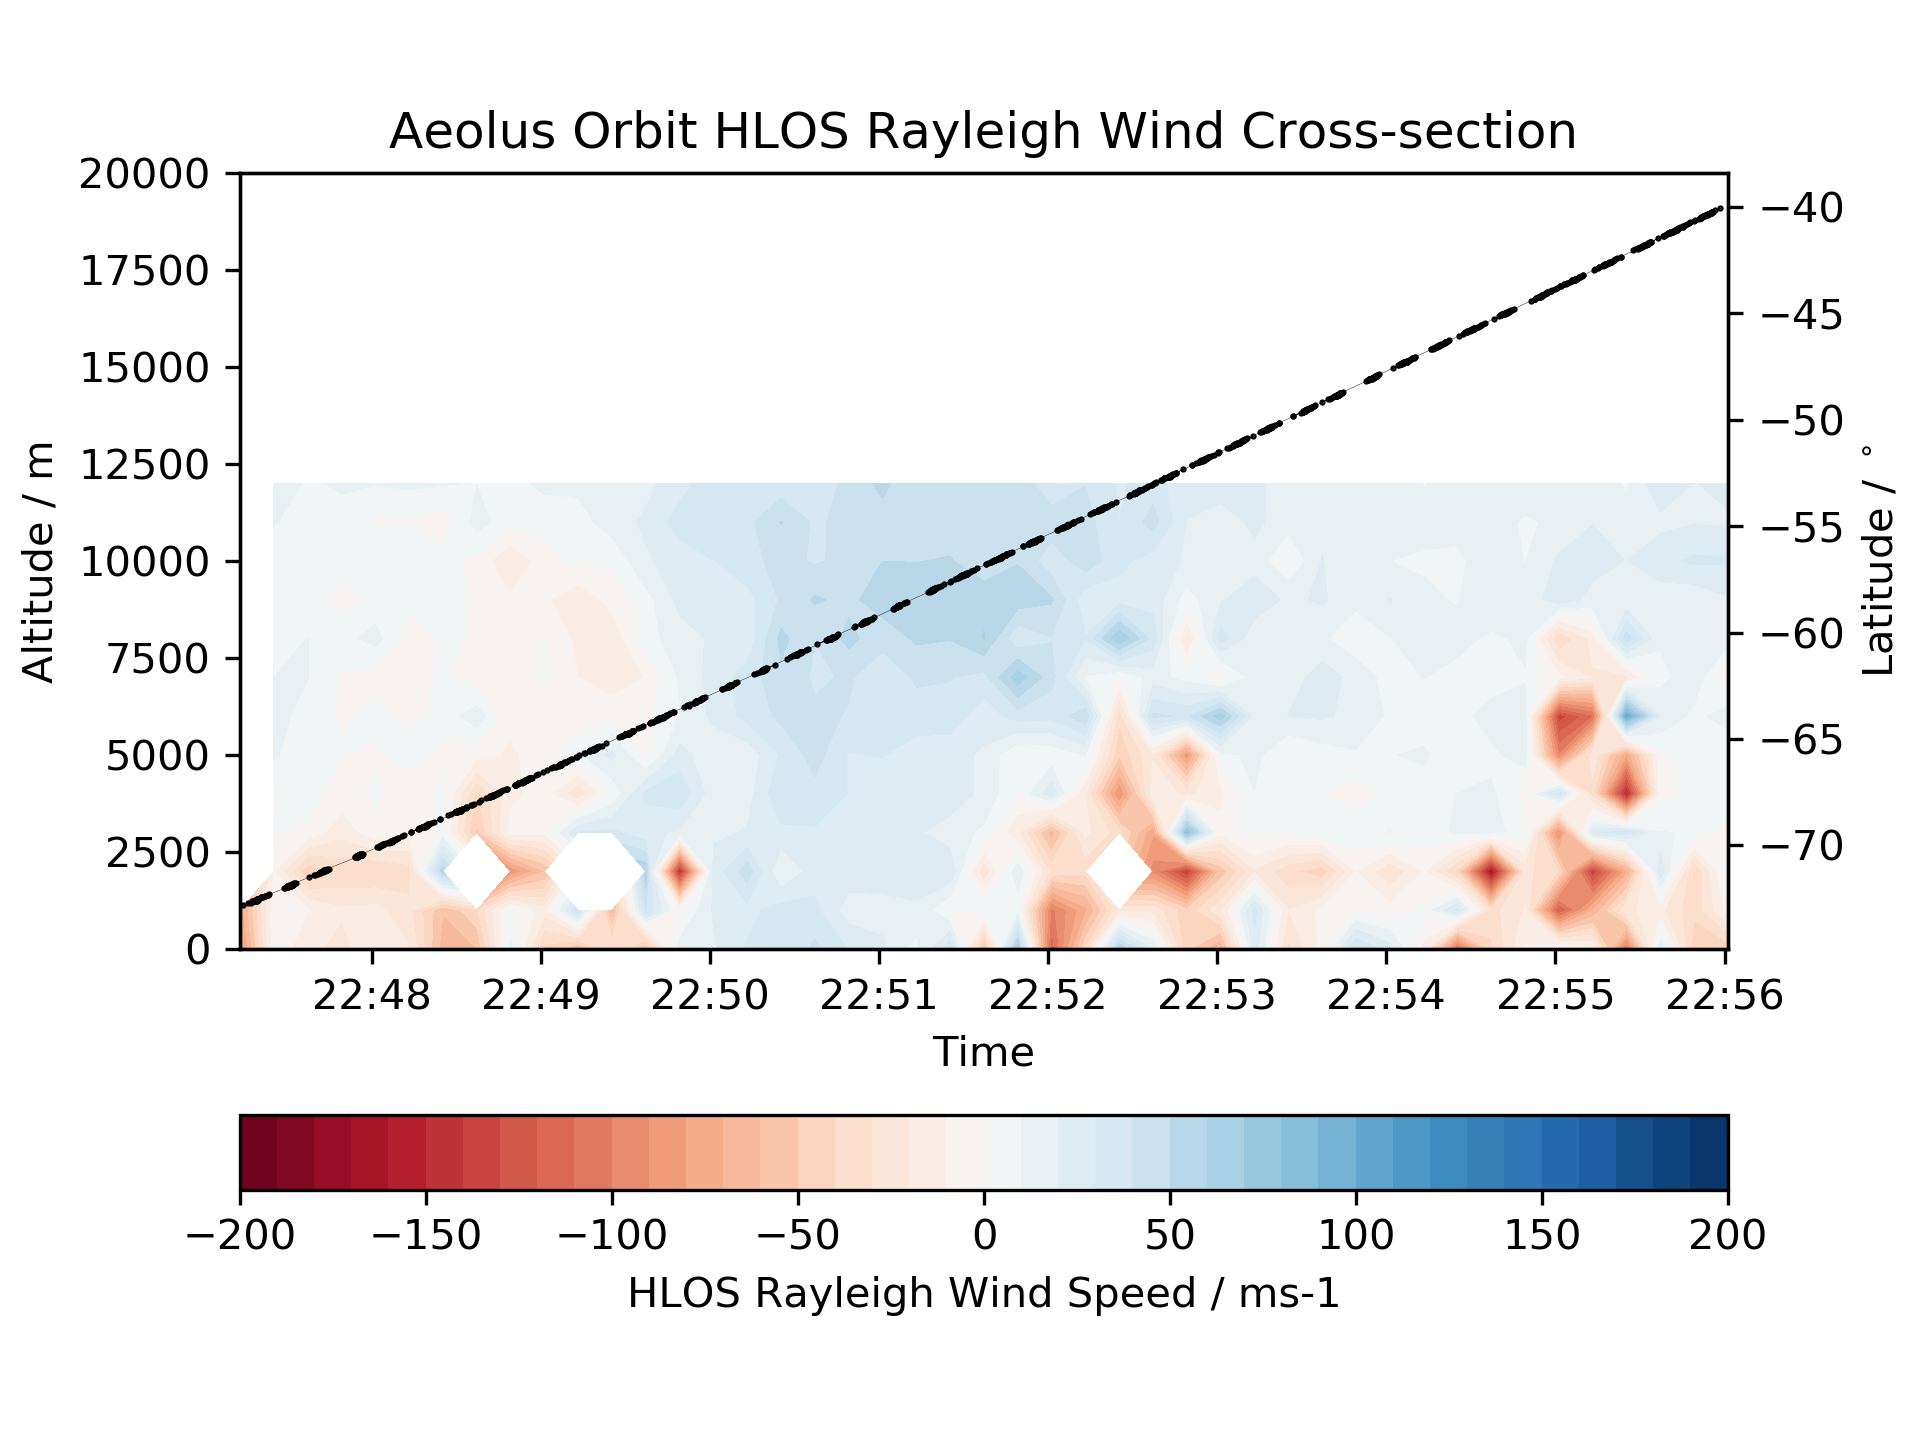 Aeolus Orbit HLOS Rayleigh Wind Cross-section
20000
17500
15000
12500
10000
7500
5000
2500
0
Altitude / m
−40
−45
−50
−55
−60
−65
−70
Latitude / °
22:48 22:49 22:50 22:51 22:52 22:53 22:54 22:55 22:56
Time
−200 −150 −100 −50 0 50 100 150 200
HLOS Rayleigh Wind Speed / ms-1